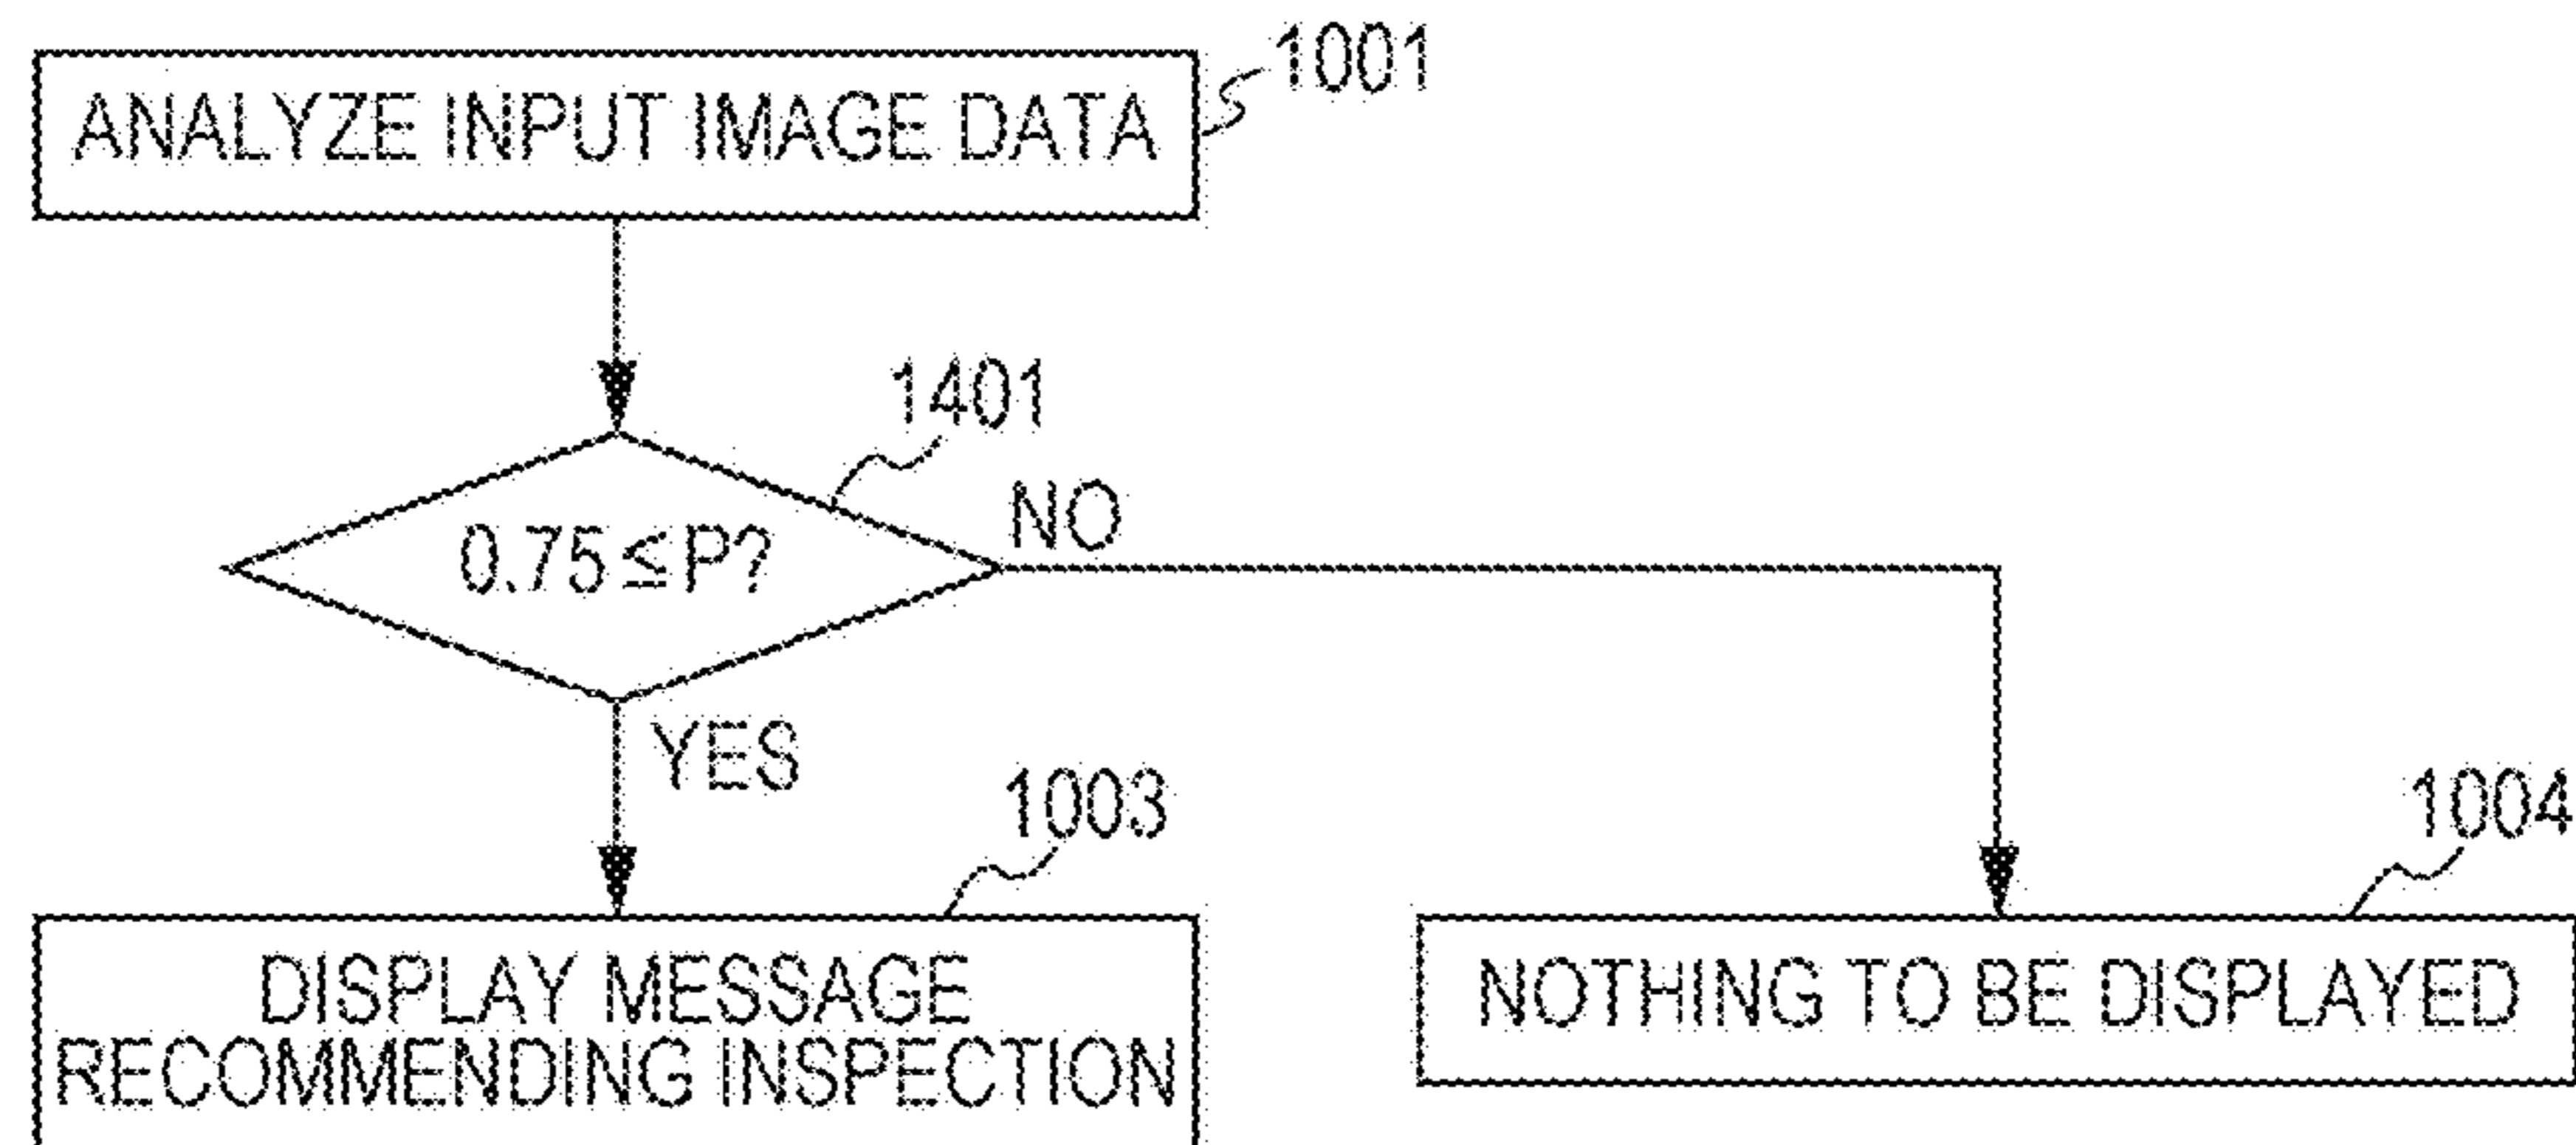 1001
ANALYZE INPUT IMAGE DATA
1401
NO
0.75≦P?
YES
1003
1004
DISPLAY MESSAGE
RECOMMENDING INSPECTION
NOTHING TO BE DISPLAYED